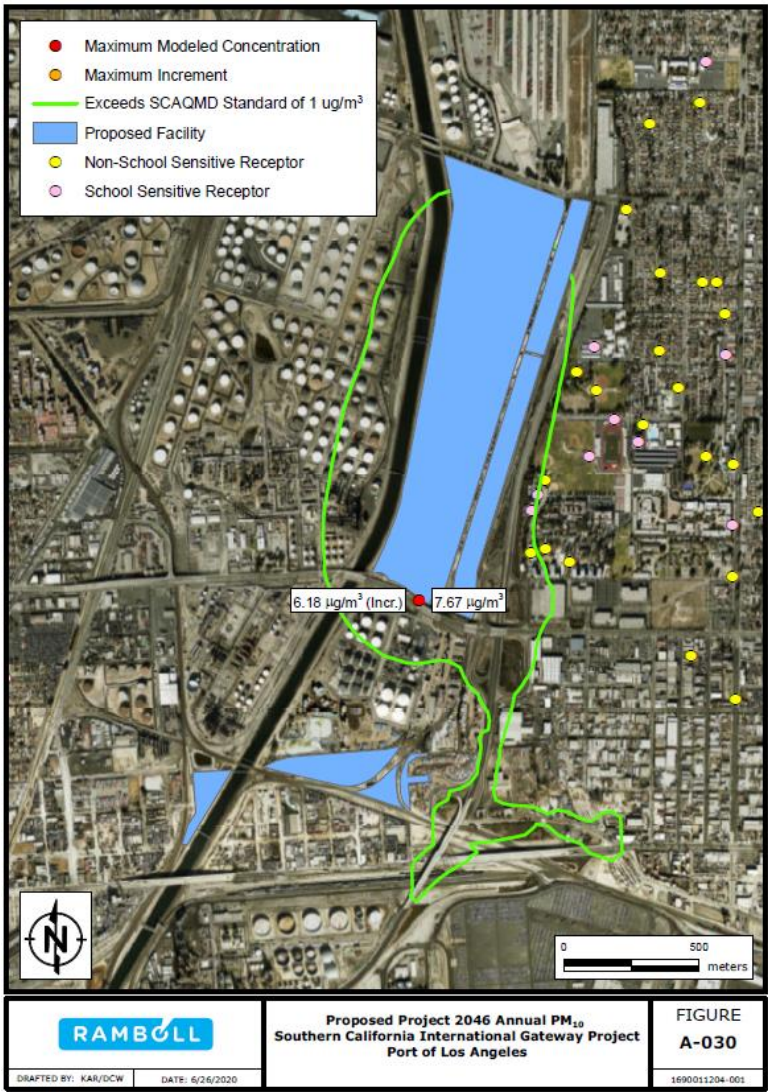 Maximum Modeled Concentration
Maximum Increment
Exceeds SCAQMD Standard of 1 ug/m³
Proposed Facility
Non-School Sensitive Receptor
School Sensitive Receptor
6.18 µg/m³ (Incr.)
7.67 µg/m³
N
0 500
meters
RAMBOLL
DRAFTED BY: KAR/DCW DATE: 6/26/2020
Proposed Project 2046 Annual PM₁₀
Southern California International Gateway Project
Port of Los Angeles
FIGURE
A-030
1690011204-001